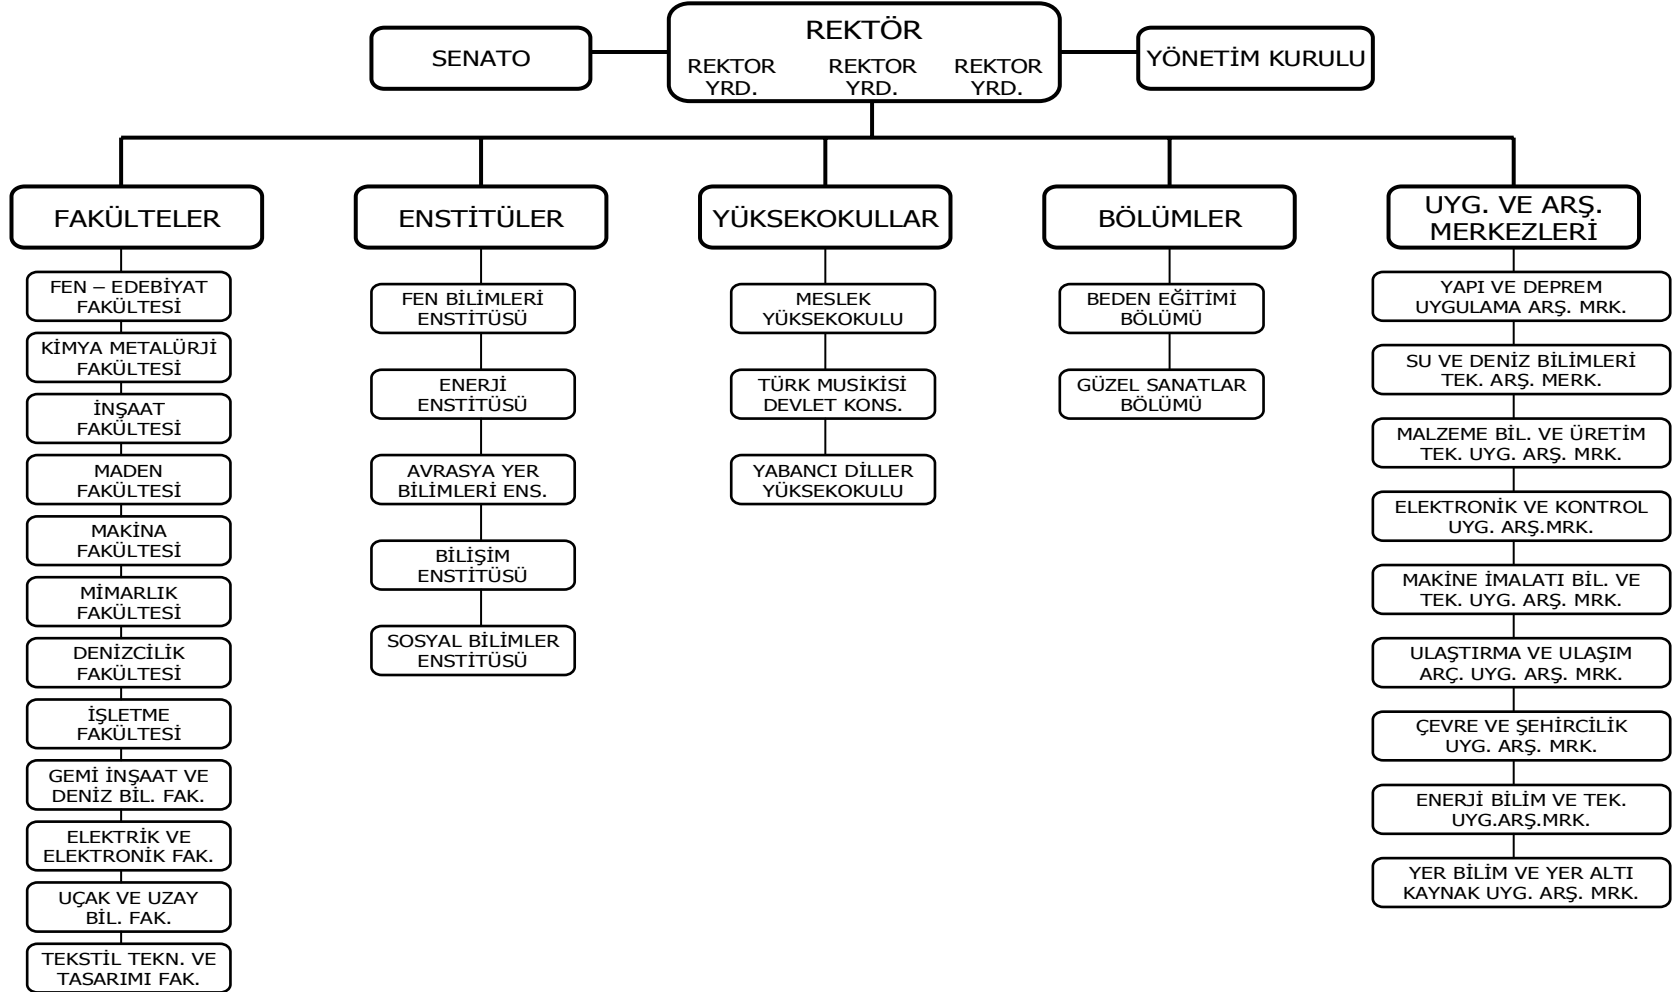 REKTÖR
SENATO
YÖNETİM KURULU
REKTOR
YRD.
REKTOR
YRD.
REKTOR
YRD.
FAKÜLTELER
FEN – EDEBİYAT
FAKÜLTESİ
KİMYA METALÜRJİ
FAKÜLTESİ
İNŞAAT
FAKÜLTESİ
MADEN
FAKÜLTESİ
MAKİNA
FAKÜLTESİ
MİMARLIK
FAKÜLTESİ
DENİZCİLİK
FAKÜLTESİ
İŞLETME
FAKÜLTESİ
GEMİ İNŞAAT VE
DENİZ BİL. FAK.
ELEKTRİK VE
ELEKTRONİK FAK.
UÇAK VE UZAY
BİL. FAK.
TEKSTİL TEKN. VE
TASARIMI FAK.
ENSTİTÜLER
FEN BİLİMLERİ
ENSTİTÜSÜ
ENERJİ
ENSTİTÜSÜ
AVRASYA YER
BİLİMLERİ ENS.
BİLİŞİM
ENSTİTÜSÜ
SOSYAL BİLİMLER
ENSTİTÜSÜ
YÜKSEKOKULLAR
MESLEK
YÜKSEKOKULU
TÜRK MUSIKİSİ
DEVLET KONS.
YABANCI DİLLER
YÜKSEKOKULU
BÖLÜMLER
BEDEN EĞİTİMİ
BÖLÜMÜ
GÜZEL SANATLAR
BÖLÜMÜ
UYG. VE ARŞ.
MERKEZLERİ
YAPI VE DEPREM
UYGULAMA ARŞ. MRK.
SU VE DENİZ BİLİMLERİ
TEK. ARŞ. MERK.
MALZEME BİL. VE ÜRETİM
TEK. UYG. ARŞ. MRK.
ELEKTRONİK VE KONTROL
UYG. ARŞ.MRK.
MAKİNE İMALATI BİL. VE
TEK. UYG. ARŞ. MRK.
ULAŞTIRMA VE ULAŞIM
ARÇ. UYG. ARŞ. MRK.
ÇEVRE VE ŞEHİRCİLİK
UYG. ARŞ. MRK.
ENERJİ BİLİM VE TEK.
UYG.ARŞ.MRK.
YER BİLİM VE YER ALTI
KAYNAK UYG. ARŞ. MRK.